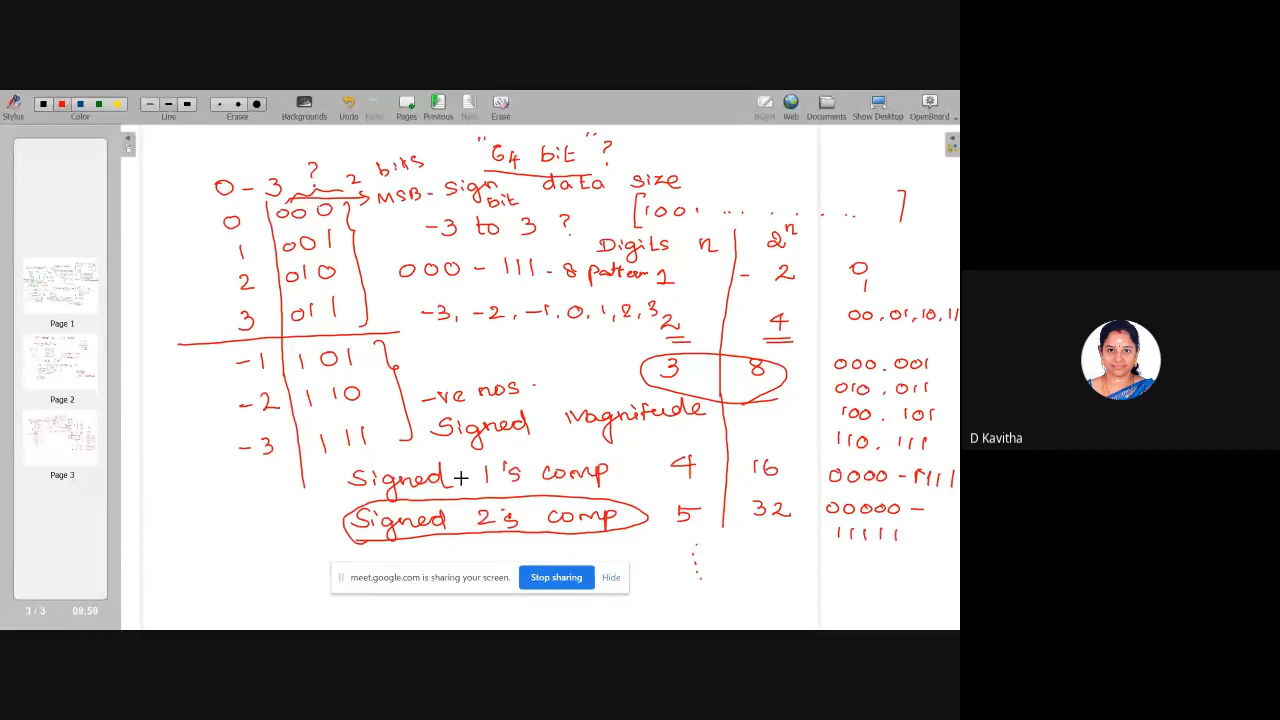 Stylus
Color
Line
Eraser
Backgrounds
Undo
Pages
Previous
Erase
Web
Documents
Show Desktop
OpenBoard
"64 bit" ?
data size
0 - 3 ? 2 bits
MSB - Sign bit
[1001 .. . . . .. ]
0 000
1 001
2 010
3 011
-1 101
-2 110
-3 111
-3 to 3 ?
000 - 111 - 8 pattern
-3, -2, -1, 0, 1, 2, 3
-ve nos.
Signed Magnitude
Signed 1's comp
Signed 2's comp
Digits n 2ⁿ
1 - 2 0
1
2 4 00, 01, 10, 11
3 8 000, 001
010, 011
100, 101
110, 111
4 16 0000 - 1111
5 32 00000 -
11111
Page 1
Page 2
Page 3
3 / 3 09:59
meet.google.com is sharing your screen.
Stop sharing
Hide
D Kavitha